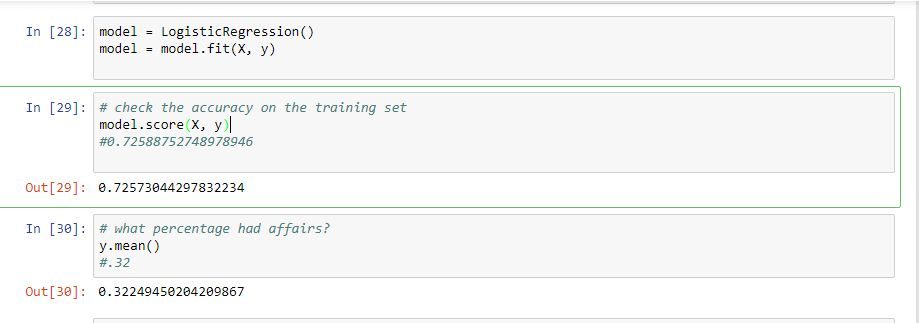 In [28]: model = LogisticRegression()
model = model.fit(X, y)
In [29]: # check the accuracy on the training set
model.score(X, y)
#0.72588752748978946
Out[29]: 0.72573044297832234
In [30]: # what percentage had affairs?
y.mean()
#.32
Out[30]: 0.32249450204209867